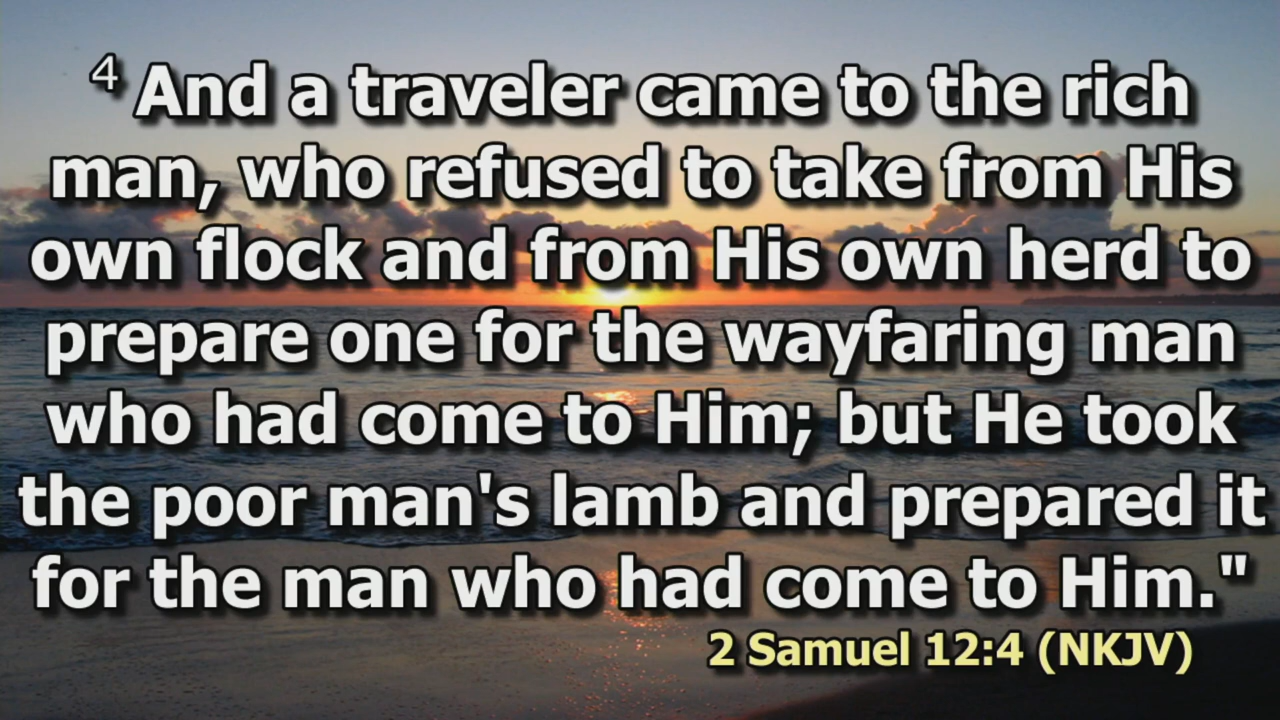 4 And a traveler came to the rich
man, who refused to take from His
own flock and from His own herd to
prepare one for the wayfaring man
who had come to Him; but He took
the poor man's lamb and prepared it
for the man who had come to Him."
2 Samuel 12:4 (NKJV)